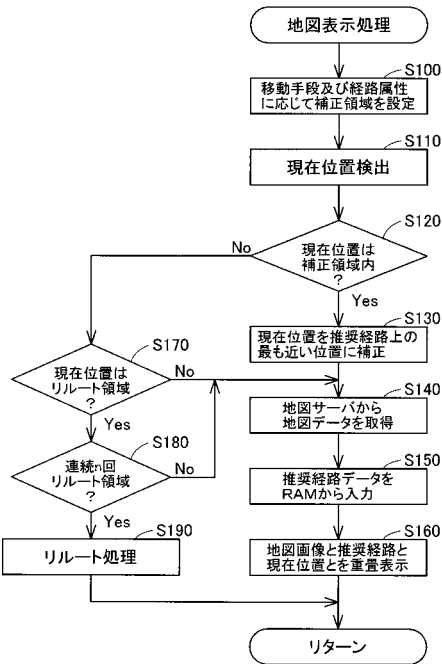 地図表示処理
S100
移動手段及び経路属性
に応じて補正領域を設定
S110
現在位置検出
S120
現在位置は
補正領域内
?
No
Yes
S130
現在位置を推奨経路上の
最も近い位置に補正
S170
現在位置は
リルート領域
?
No
Yes
S140
地図サーバから
地図データを取得
S180
連続n回
リルート領域
?
No
Yes
S150
推奨経路データを
RAMから入力
S190
リルート処理
S160
地図画像と推奨経路と
現在位置とを重畳表示
リターン